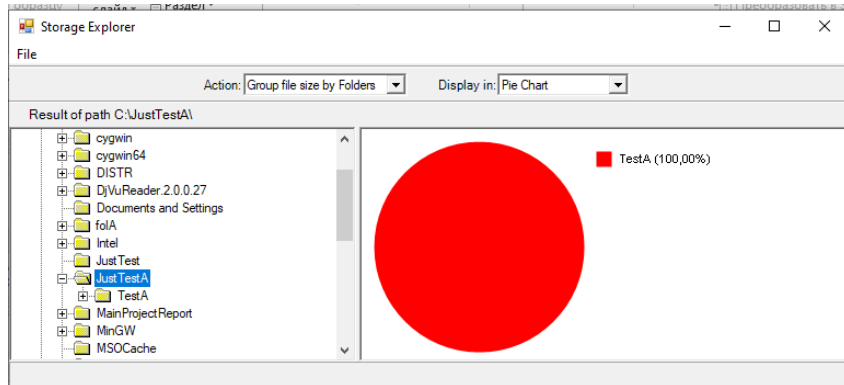 Storage Explorer
File
Action: Group file size by Folders Display in: Pie Chart
Result of path C:\JustTestA\
cygwin
cygwin64
DISTR
DjVuReader.2.0.0.27
Documents and Settings
folA
Intel
JustTest
JustTestA
TestA
MainProjectReport
MinGW
MSOCache
TestA (100,00%)